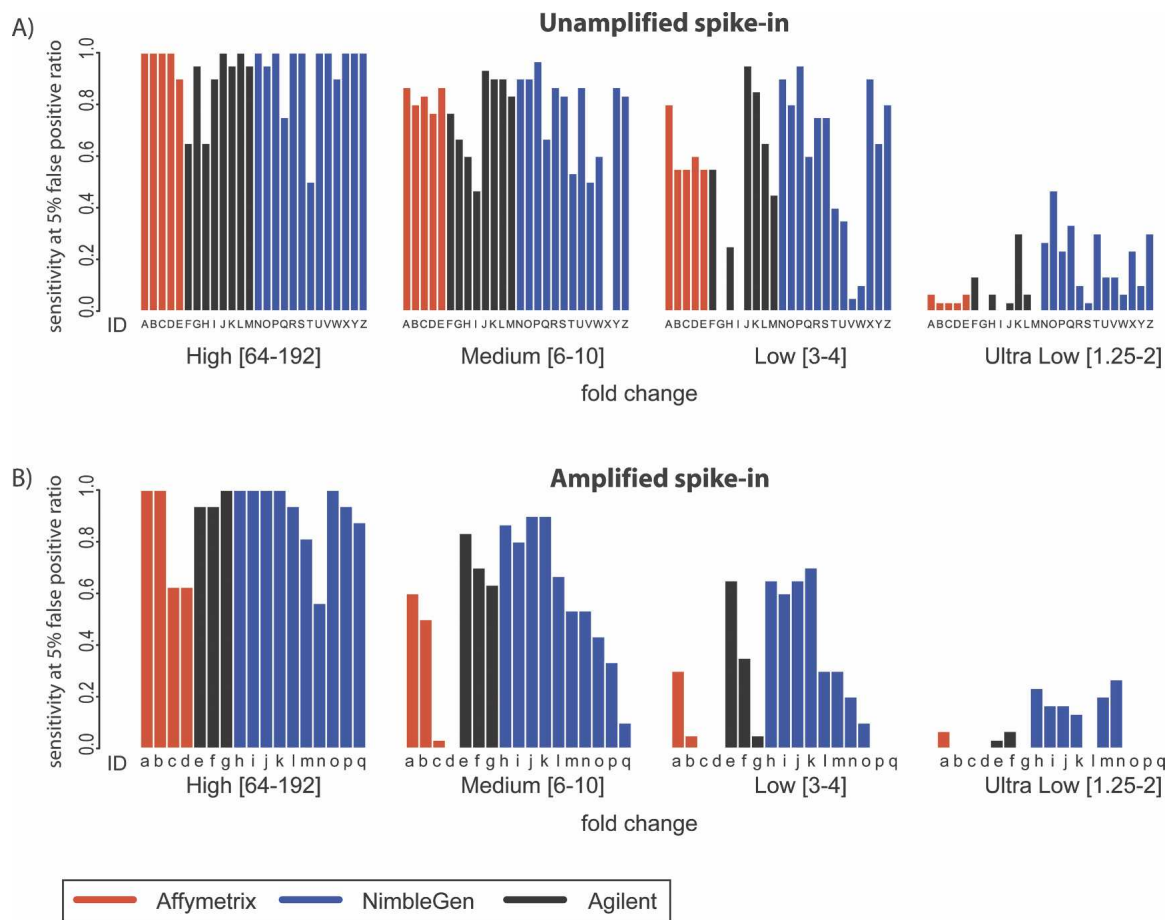 A)
Unamplified spike-in
sensitivity at 5% false positive ratio
1.0
0.8
0.6
0.4
0.2
0.0
ID
ABCDEFGHIJKLMNOPQRSTUVWXYZ ABCDEFGHIJKLMNOPQRSTUVWXYZ ABCDEFGHIJKLMNOPQRSTUVWXYZ ABCDEFGHIJKLMNOPQRSTUVWXYZ
High [64-192] Medium [6-10] Low [3-4] Ultra Low [1.25-2]
fold change
B)
Amplified spike-in
sensitivity at 5% false positive ratio
1.0
0.8
0.6
0.4
0.2
0.0
ID
a b c d e f g h i j k l m n o p q a b c d e f g h i j k l m n o p q a b c d e f g h i j k l m n o p q a b c d e f g h i j k l m n o p q
High [64-192] Medium [6-10] Low [3-4] Ultra Low [1.25-2]
fold change
Affymetrix NimbleGen Agilent